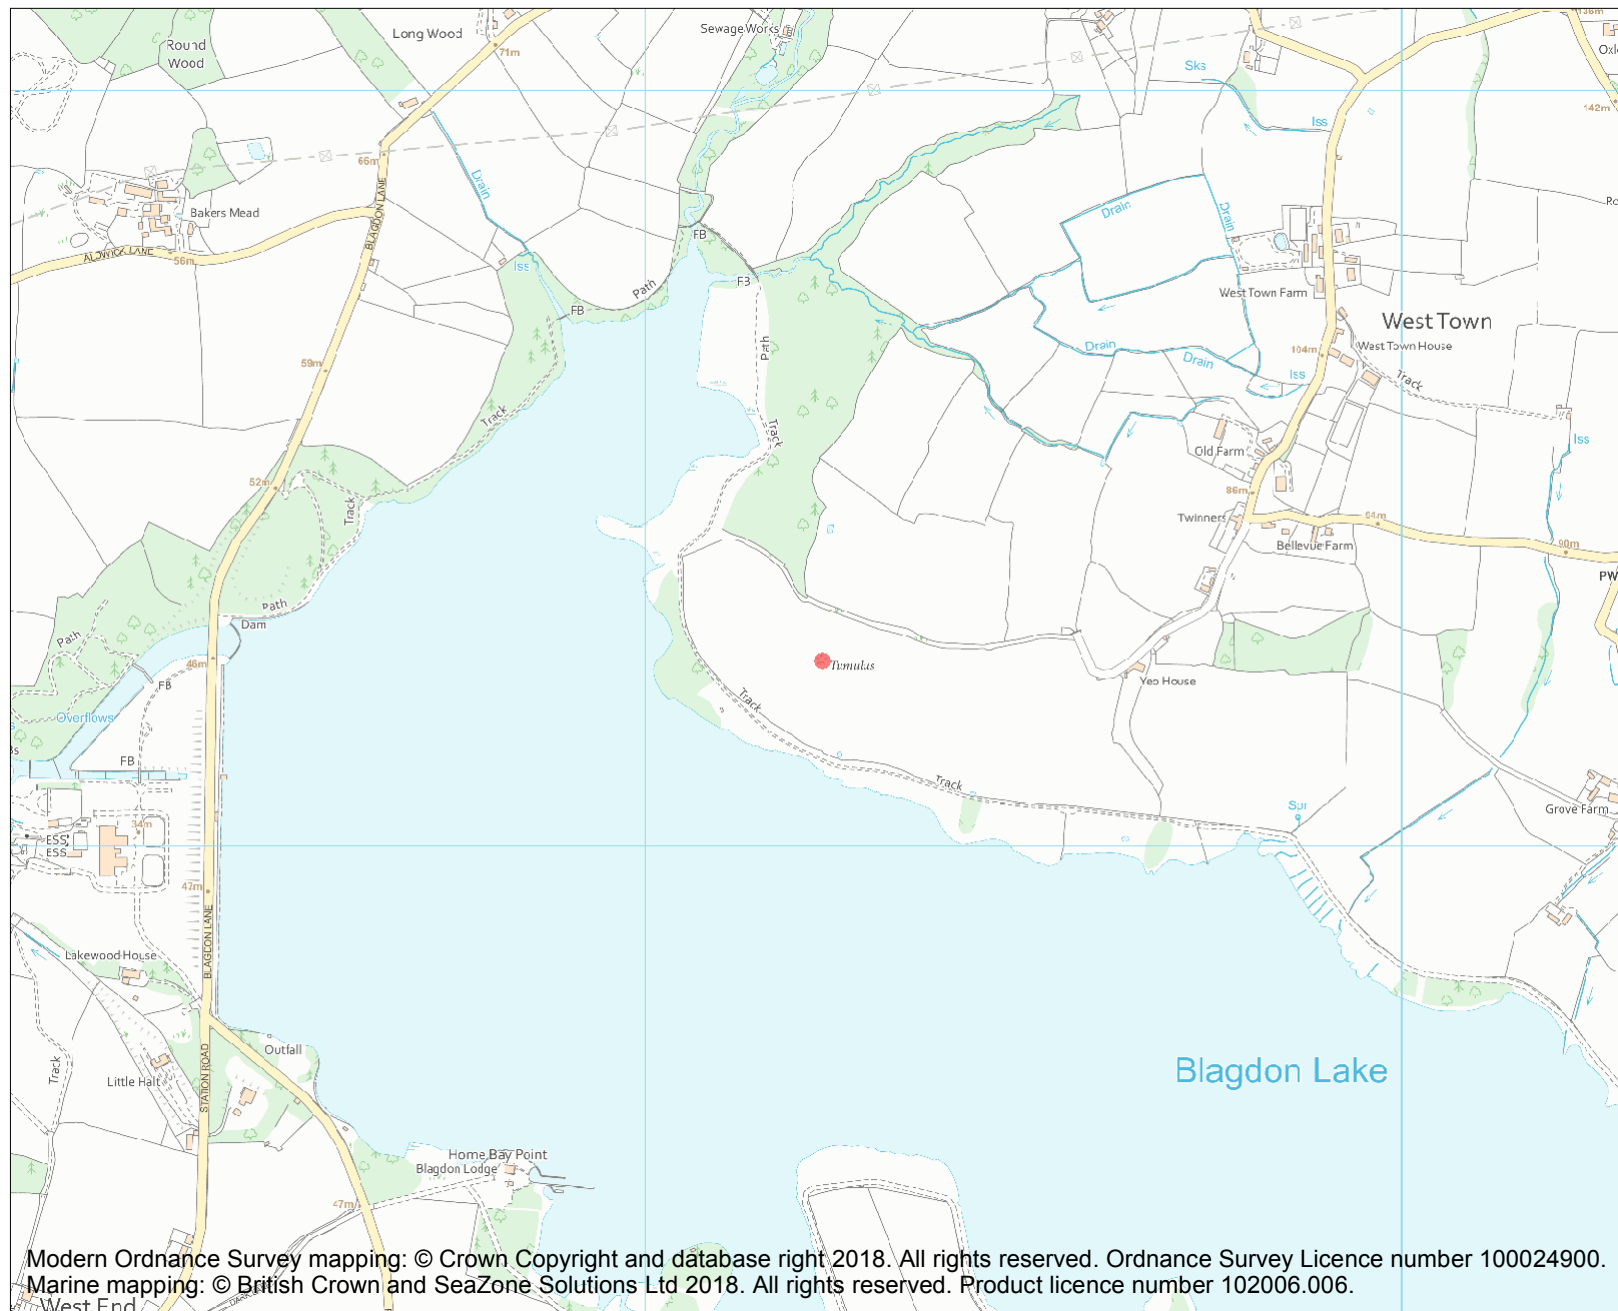 Round
Wood
Long Wood
71m
Sewage Works
136m
Sks
Iss
142m
66m
Drain
Bakers Mead
BLAGDON LANE
ALDWICK LANE
56m
Iss
FB
Path
FB
FB
Path
Drain
Drain
West Town Farm
West Town
West Town House
104m
Track
Drain
Drain
Iss
59m
Track
Track
Old Farm
Iss
52m
Track
86m
Twinners
Bellevue Farm
90m
PW
Path
Dam
Path
46m
FB
Overflows
FB
Tumulus
Track
Yeo House
Track
Spr
Grove Farm
ESS
ESS
34m
47m
BLAGDON LANE
Lakewood House
Outfall
Track
Little Halt
STATION ROAD
Blagdon Lake
Home Bay Point
Blagdon Lodge
47m
Modern Ordnance Survey mapping: © Crown Copyright and database right 2018. All rights reserved. Ordnance Survey Licence number 100024900.
Marine mapping: © British Crown and SeaZone Solutions Ltd 2018. All rights reserved. Product licence number 102006.006.
West End